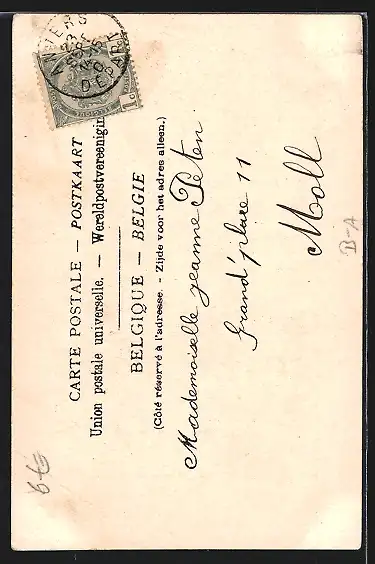 CARTE POSTALE — POSTKAART
Union postale universelle. — Wereldpostvereeniging
BELGIQUE — BELGIE
(Côté réservé à l'adresse. - Zijde voor het adres alleen.)
Mademoiselle Jeanne Peten
Grand'place 11
Moll
B-A